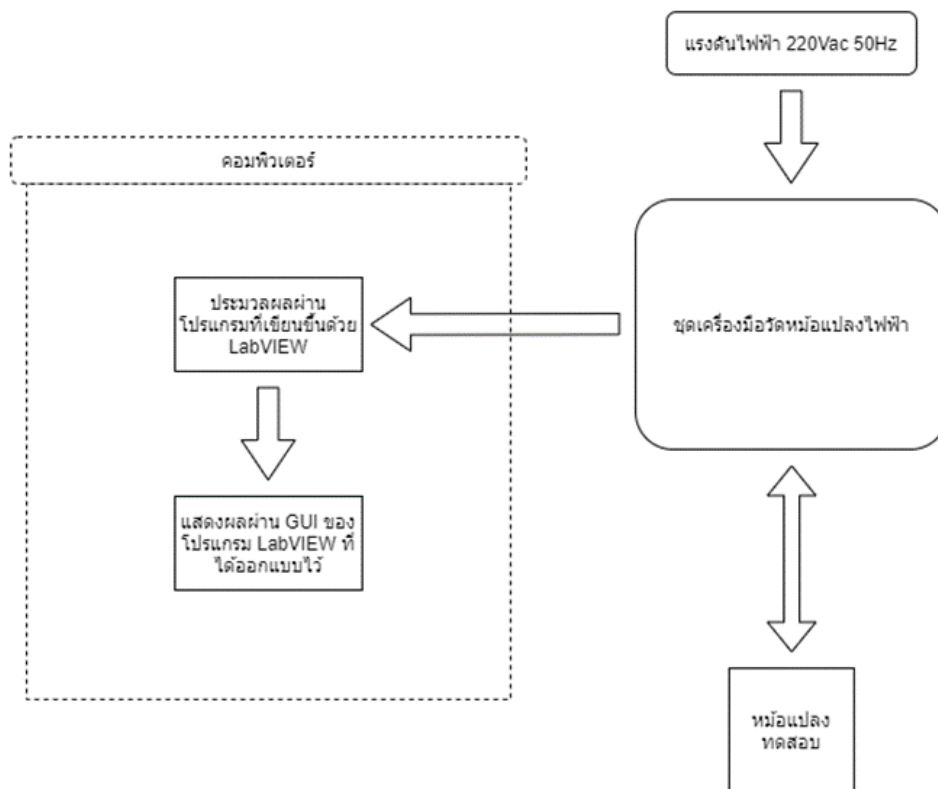 แรงดันไฟฟ้า 220Vac 50Hz
คอมพิวเตอร์
ประมวลผลผ่าน
โปรแกรมที่เขียนขึ้นด้วย
LabVIEW
ชุดเครื่องมือวัดหม้อแปลงไฟฟ้า
แสดงผลผ่าน GUI ของ
โปรแกรม LabVIEW ที่
ได้ออกแบบไว้
หม้อแปลง
ทดสอบ